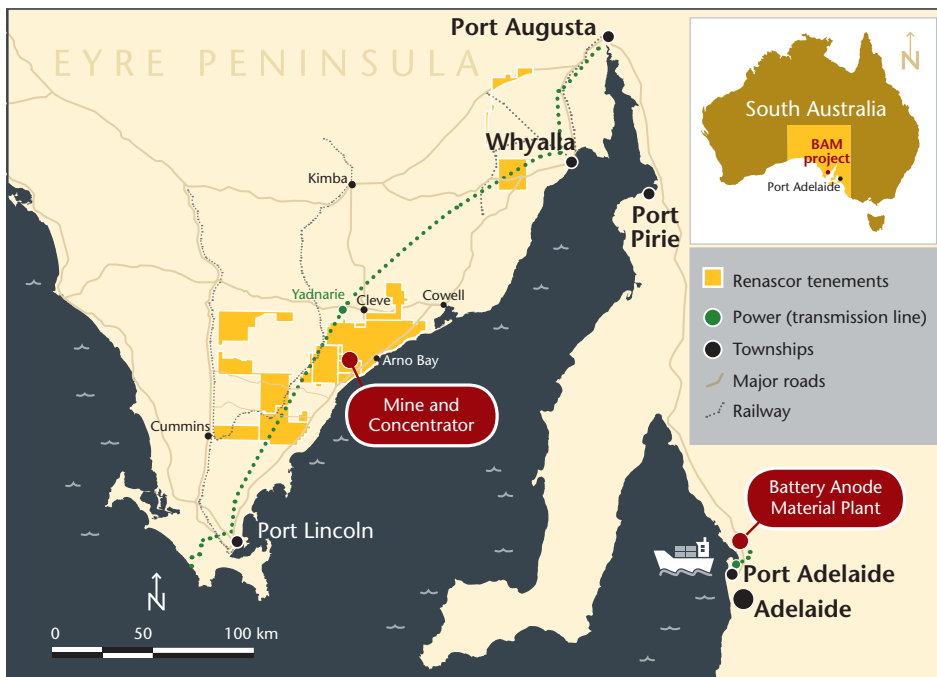 Port Augusta
EYRE PENINSULA
N
South Australia
BAM
project
Port Adelaide
Whyalla
Kimba
Port
Pirie
Renascor tenements
Power (transmission line)
Townships
Major roads
Railway
Yadnarie
Cleve
Cowell
Arno Bay
Mine and
Concentrator
Cummins
Battery Anode
Material Plant
Port Lincoln
Port Adelaide
Adelaide
N
0 50 100 km